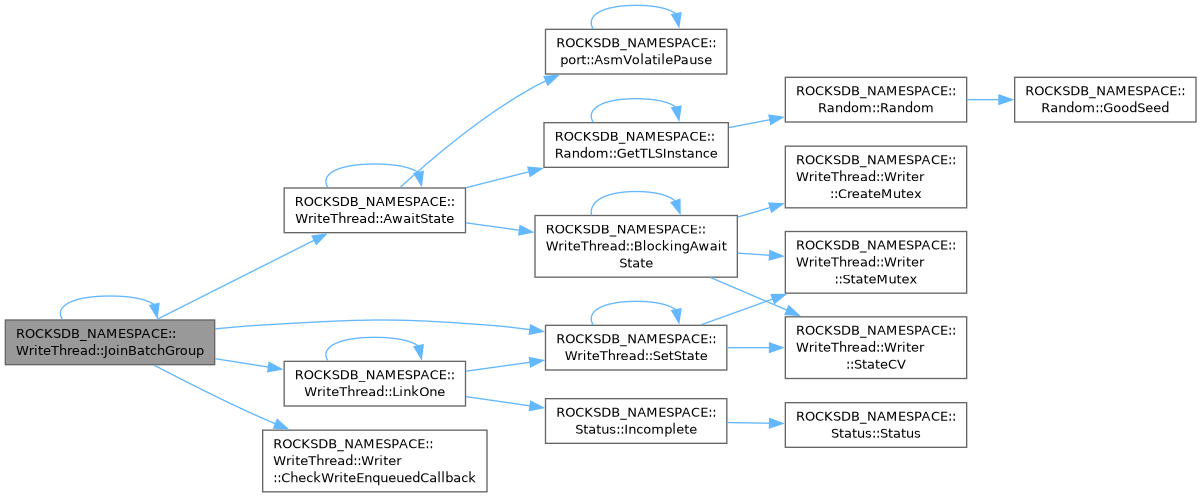 ROCKSDB_NAMESPACE::
WriteThread::JoinBatchGroup
ROCKSDB_NAMESPACE::
WriteThread::AwaitState
ROCKSDB_NAMESPACE::
port::AsmVolatilePause
ROCKSDB_NAMESPACE::
Random::GetTLSInstance
ROCKSDB_NAMESPACE::
Random::Random
ROCKSDB_NAMESPACE::
Random::GoodSeed
ROCKSDB_NAMESPACE::
WriteThread::BlockingAwait
State
ROCKSDB_NAMESPACE::
WriteThread::Writer
::CreateMutex
ROCKSDB_NAMESPACE::
WriteThread::Writer
::StateMutex
ROCKSDB_NAMESPACE::
WriteThread::Writer
::StateCV
ROCKSDB_NAMESPACE::
WriteThread::SetState
ROCKSDB_NAMESPACE::
WriteThread::LinkOne
ROCKSDB_NAMESPACE::
Status::Incomplete
ROCKSDB_NAMESPACE::
Status::Status
ROCKSDB_NAMESPACE::
WriteThread::Writer
::CheckWriteEnqueuedCallback